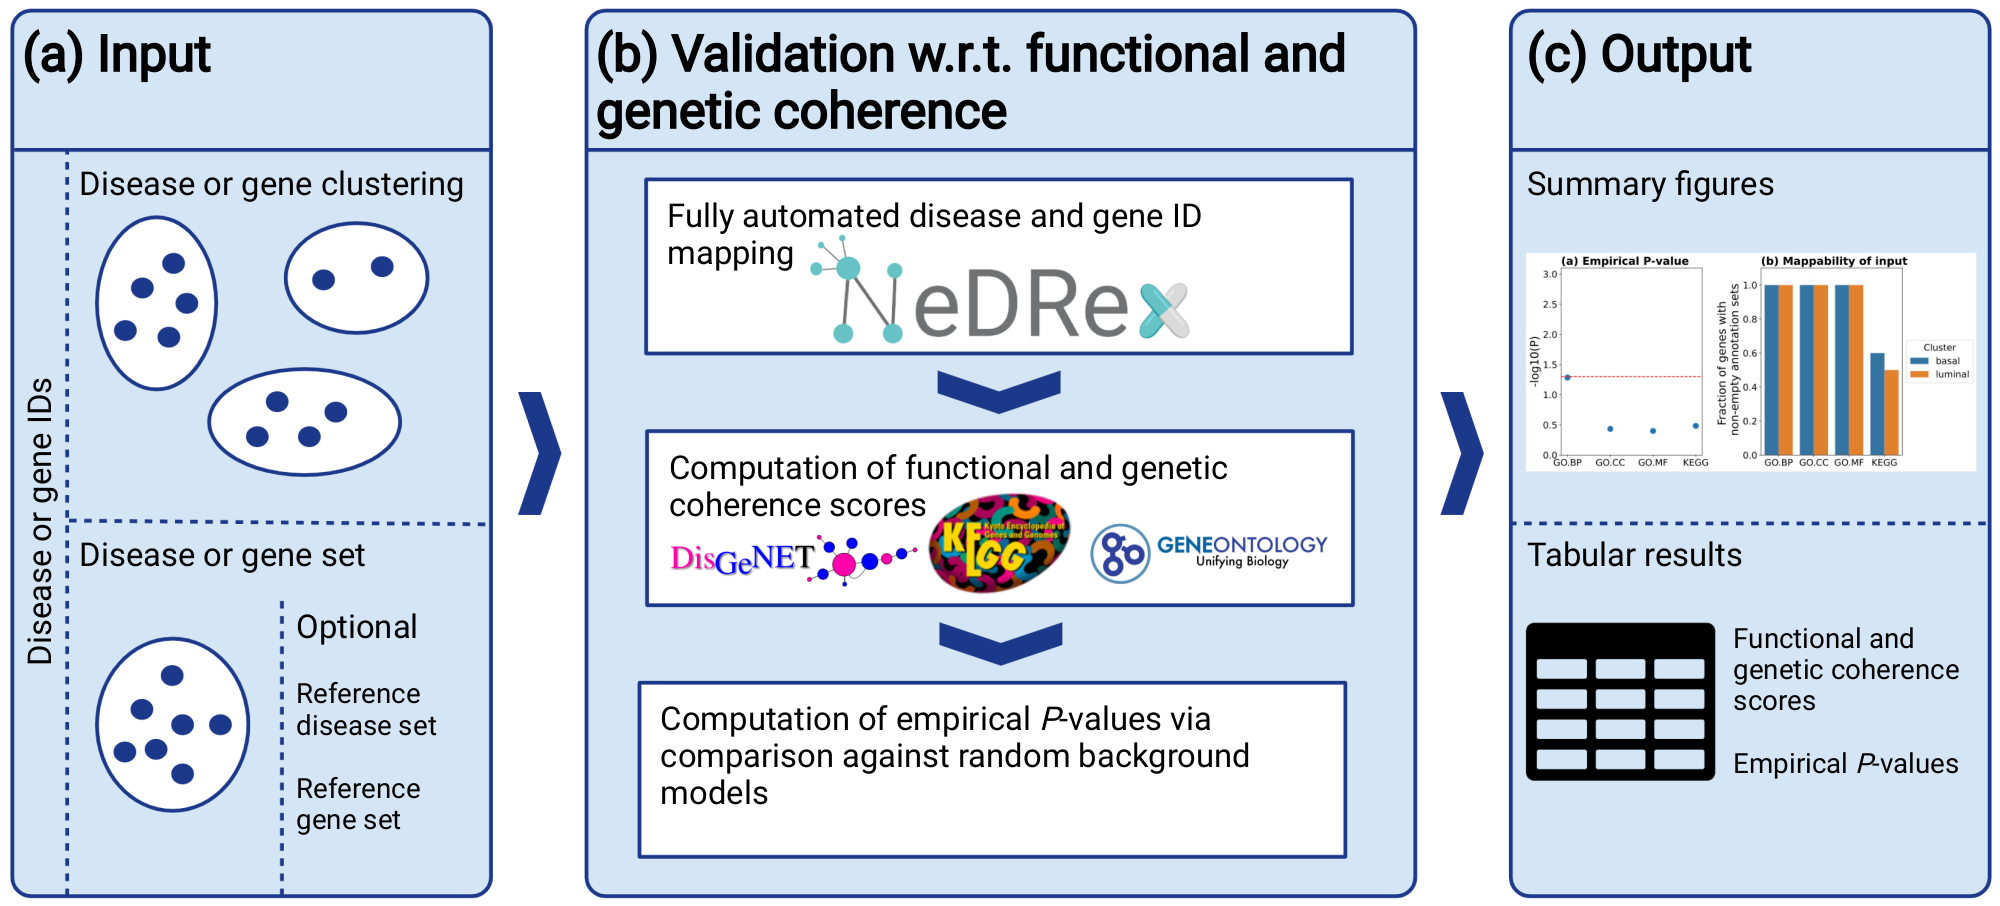 (a) Input
Disease or gene IDs
Disease or gene clustering
Disease or gene set
Optional
Reference
disease set
Reference
gene set
(b) Validation w.r.t. functional and
genetic coherence
Fully automated disease and gene ID
mapping
NeDRex
Computation of functional and genetic
coherence scores
DisGeNET
KEGG
Kyoto Encyclopedia of
Genes and Genomes
GENEONTOLOGY
Unifying Biology
Computation of empirical P-values via
comparison against random background
models
(c) Output
Summary figures
(a) Empirical P-value
-log10(P)
3.0
2.5
2.0
1.5
1.0
0.5
0.0
GO.BP GO.CC GO.MF KEGG
(b) Mappability of input
Fraction of genes with
non-empty annotation sets
1.0
0.8
0.6
0.4
0.2
0.0
GO.BP GO.CC GO.MF KEGG
Cluster
basal
luminal
Tabular results
Functional and
genetic coherence
scores
Empirical P-values